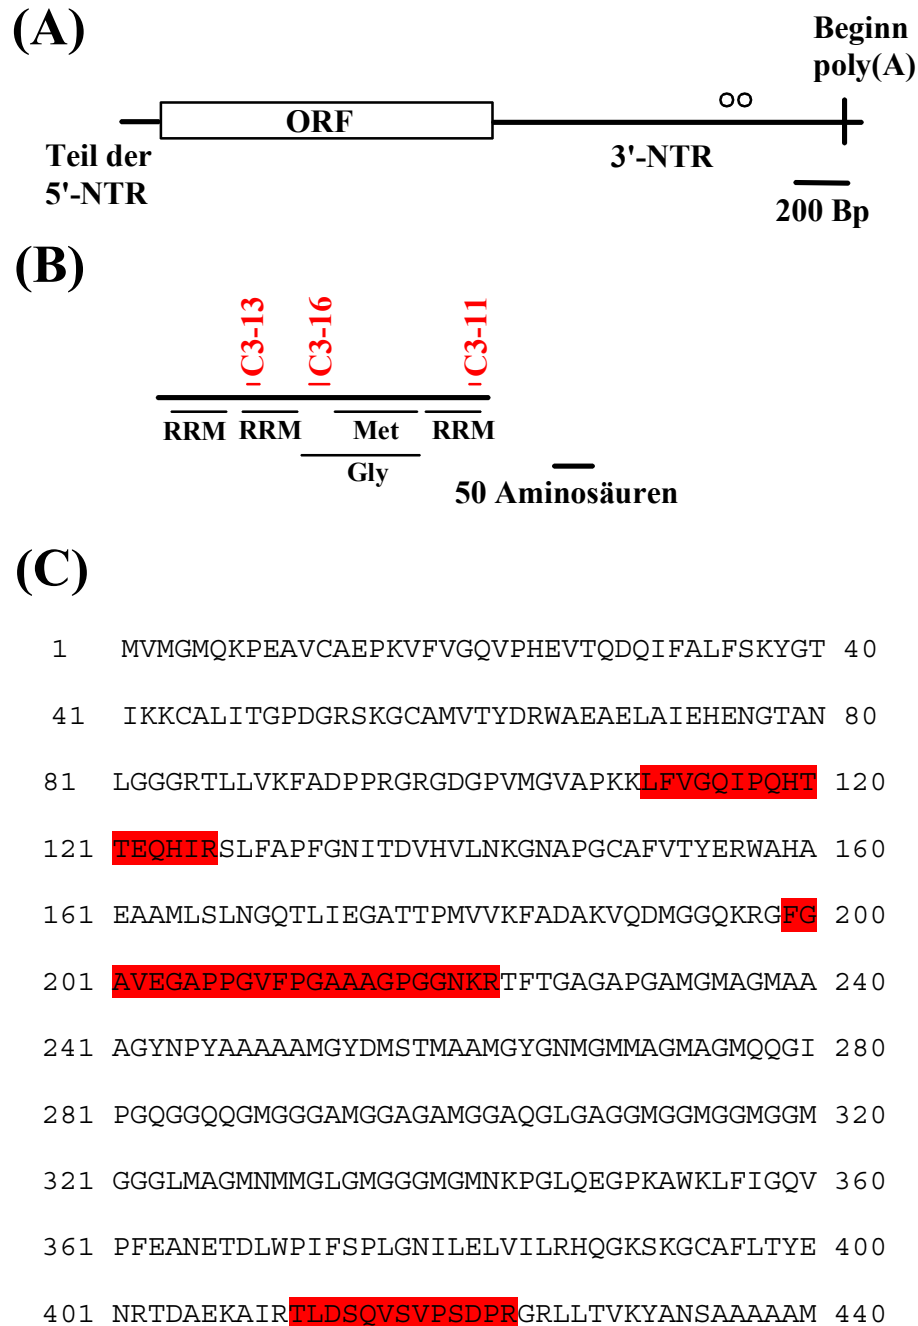 (A)
Beginn
poly(A)
ORF
Teil der
5'-NTR
3'-NTR
200 Bp
(B)
C3-13
C3-16
C3-11
RRM RRM Met RRM
Gly
50 Aminosäuren
(C)
1 MVMGMQKPEAVCAEPKVFVGQVPHEVTQDQIFALFSKYGT 40
41 IKKCALITGPDGRSKGCAMVTYDRWAEAELAIEHENGTAN 80
81 LGGGRTLLVKFADPPRGRGDGPVMGVAPKKLFVGQIPQHT 120
121 TEQHIRSLFAPFGNITDVHVLNKGNAPGCAFVTYERWAHA 160
161 EAAMLSLNGQTLIEGATTPMVVKFADAKVQDMGGQKRGFG 200
201 AVEGAPPGVFPGAAAGPGGNKRTFTGAGAPGAMGMAGMAA 240
241 AGYNPYAAAAAMGYDMSTMAAMGYGNMGMMAGMAGMQQGI 280
281 PGQGGQQGMGGGAMGGAGAMGGAQGLGAGGMGGMGGMGGM 320
321 GGGLMAGMNMMGLGMGGGMGMNKPGLQEGPKAWKLFIGQV 360
361 PFEANETDLWPIFSPLGNILELVILRHQGKSKGCAFLTYE 400
401 NRTDAEKAIRTLDSQVSVPSDPRGRLLTVKYANSAAAAAM 440